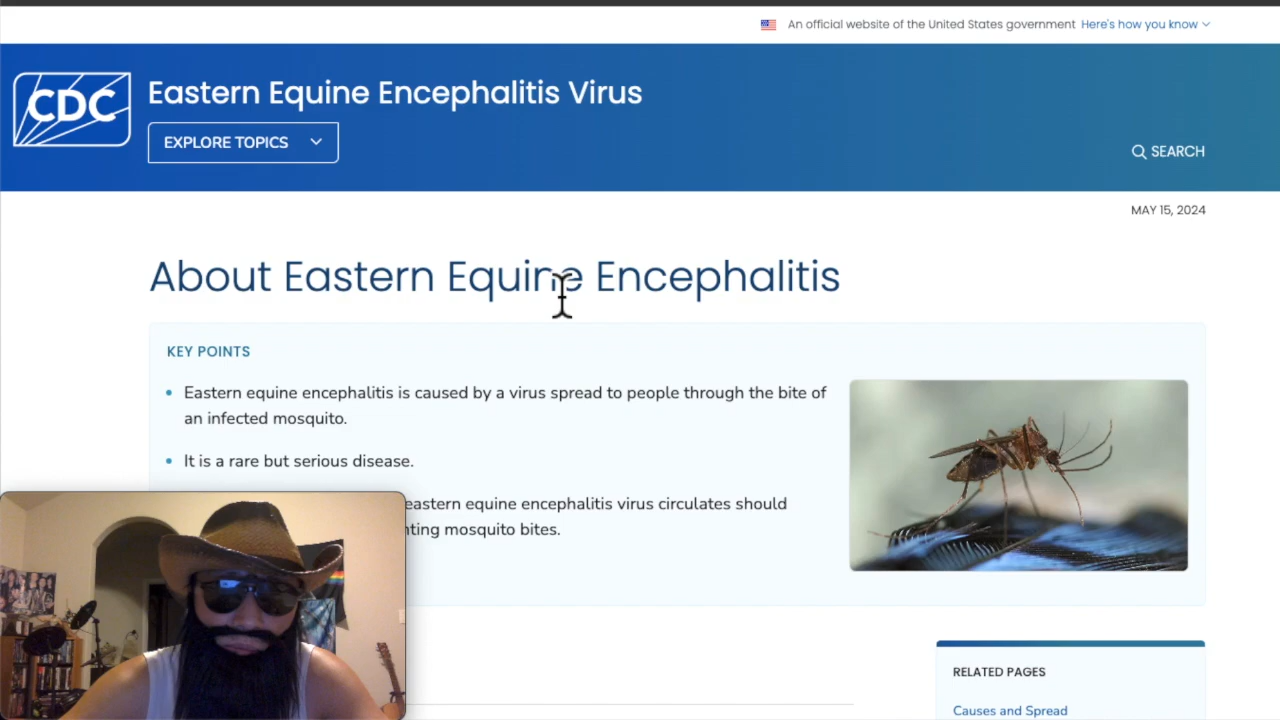 An official website of the United States government Here's how you know
CDC
Eastern Equine Encephalitis Virus
EXPLORE TOPICS
SEARCH
MAY 15, 2024
About Eastern Equine Encephalitis
KEY POINTS
Eastern equine encephalitis is caused by a virus spread to people through the bite of
an infected mosquito.
It is a rare but serious disease.
eastern equine encephalitis virus circulates should
nting mosquito bites.
RELATED PAGES
Causes and Spread